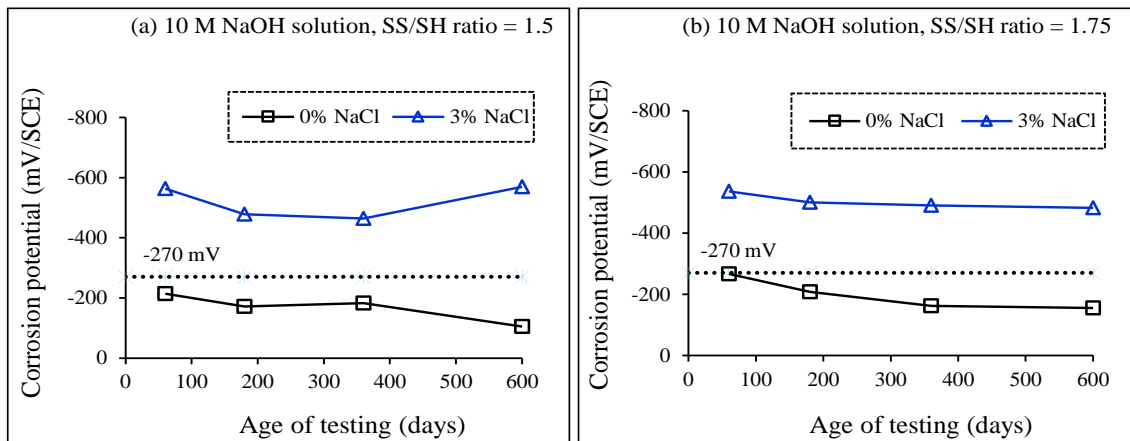 (a) 10 M NaOH solution, SS/SH ratio = 1.5
0% NaCl
3% NaCl
Corrosion potential (mV/SCE)
-800
-600
-400
-200
0
-270 mV
0 100 200 300 400 500 600
Age of testing (days)
(b) 10 M NaOH solution, SS/SH ratio = 1.75
0% NaCl
3% NaCl
Corrosion potential (mV/SCE)
-800
-600
-400
-200
0
-270 mV
0 100 200 300 400 500 600
Age of testing (days)